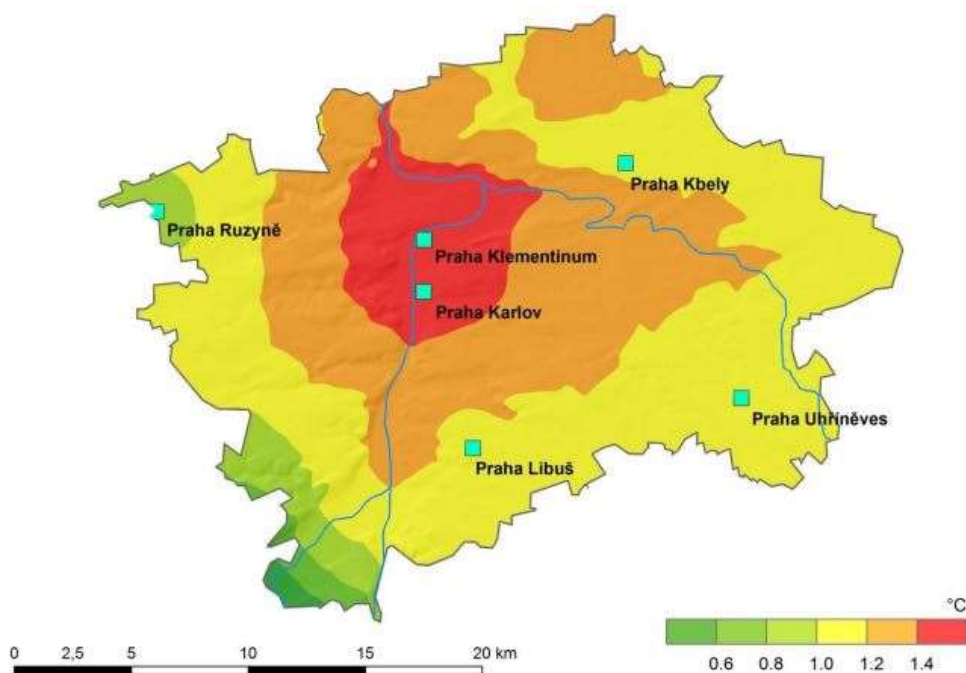 Praha Kbely
Praha Ruzyně
Praha Klementinum
Praha Karlov
Praha Uhříněves
Praha Libuš
°C
0 2,5 5 10 15 20 km
0.6 0.8 1.0 1.2 1.4